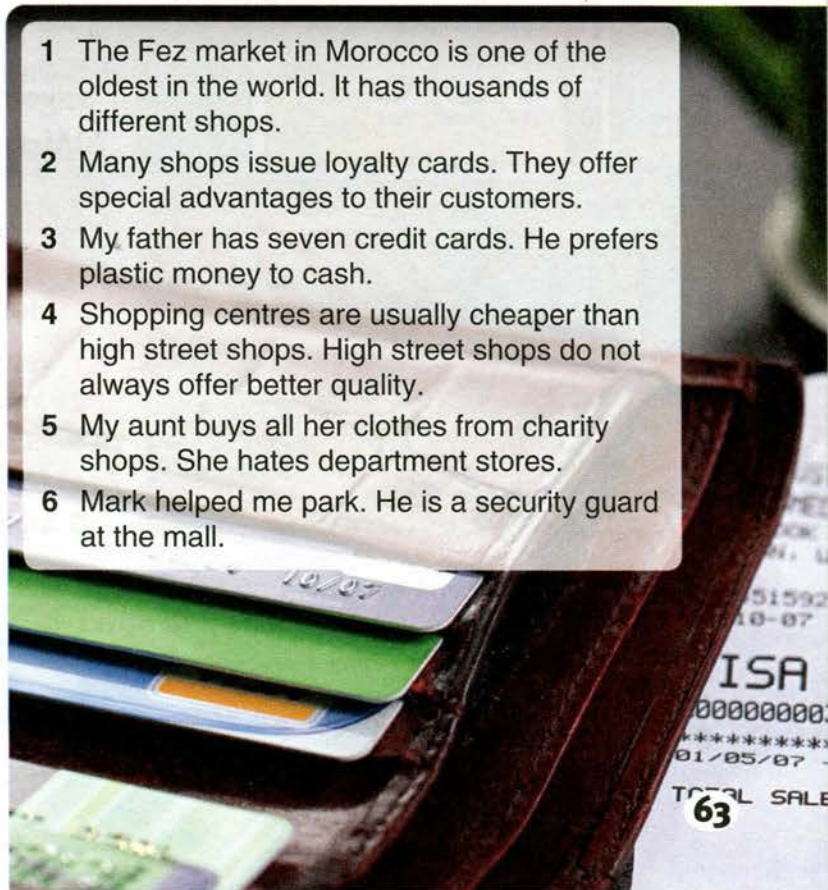 1 The Fez market in Morocco is one of the
oldest in the world. It has thousands of
different shops.
2 Many shops issue loyalty cards. They offer
special advantages to their customers.
3 My father has seven credit cards. He prefers
plastic money to cash.
4 Shopping centres are usually cheaper than
high street shops. High street shops do not
always offer better quality.
5 My aunt buys all her clothes from charity
shops. She hates department stores.
6 Mark helped me park. He is a security guard
at the mall.
10/07
51592
10-07
ISA
**********
01/05/07 -
SALE
63